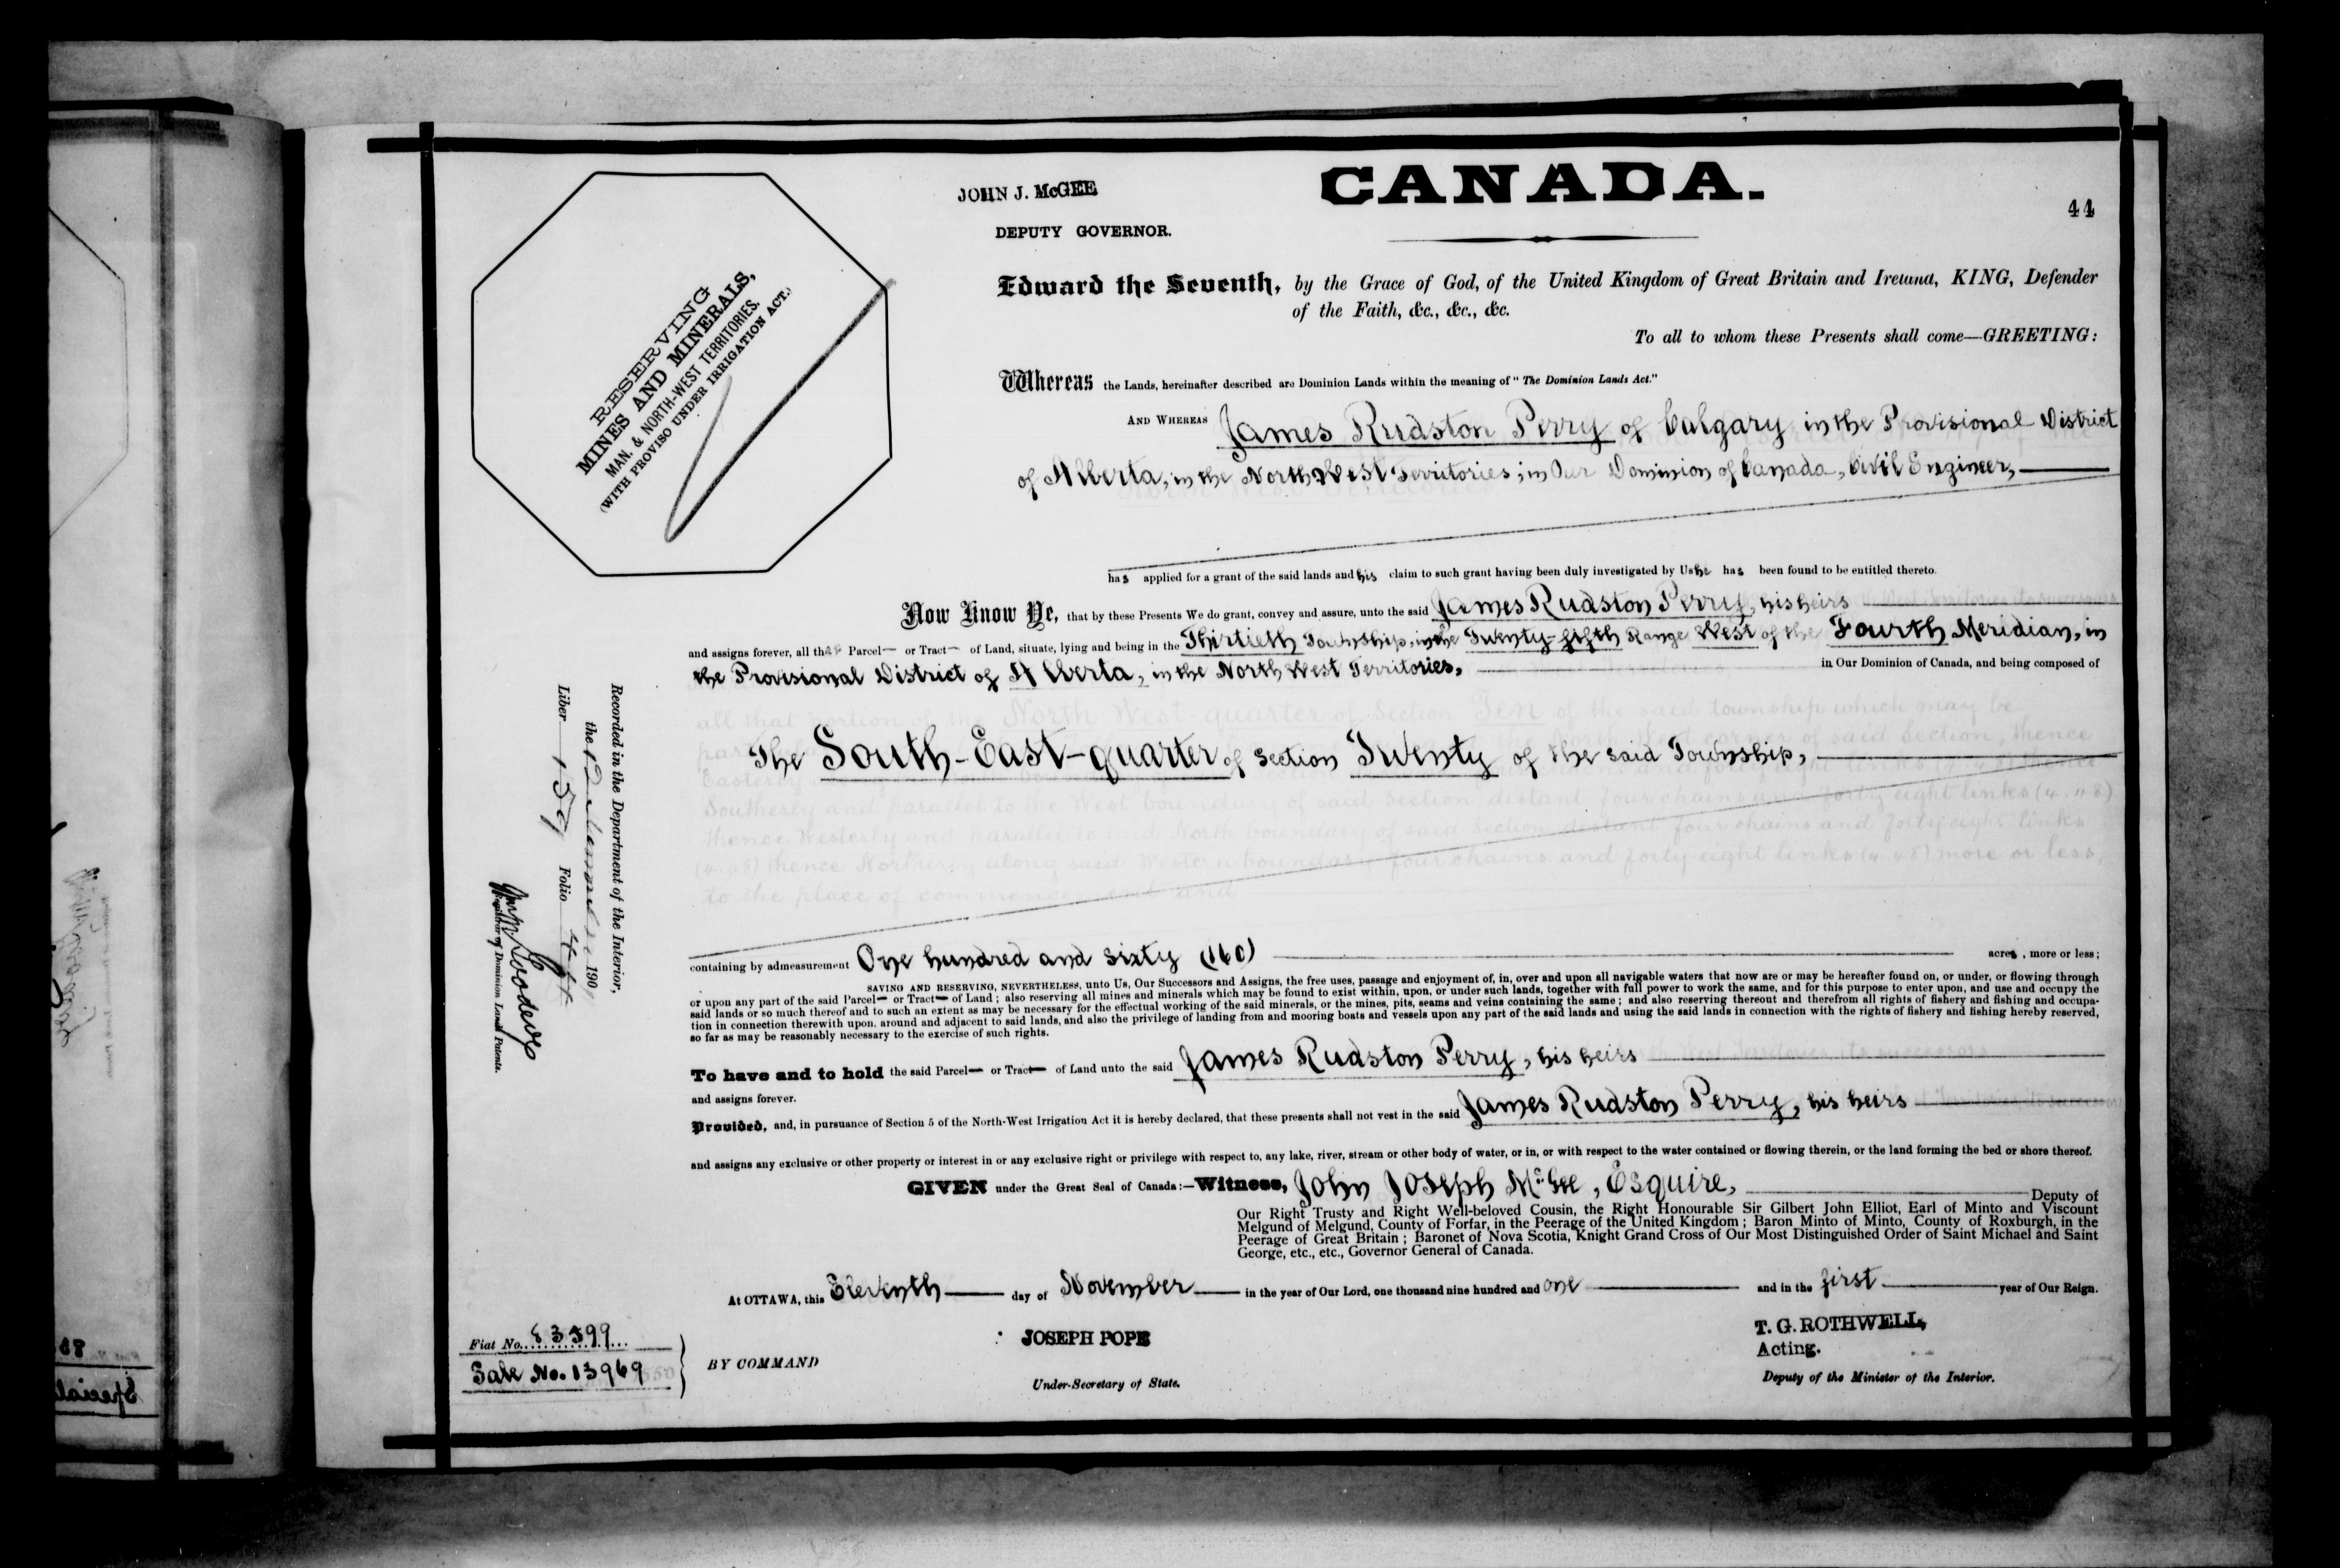 JOHN J. McGEE
DEPUTY GOVERNOR.
CANADA.
44
RESERVING
MINES AND MINERALS,
MAN. & NORTH-WEST TERRITORIES.
(WITH PROVISO UNDER IRRIGATION ACT.)
Edward the Seventh, by the Grace of God, of the United Kingdom of Great Britain and Ireland, KING, Defender
of the Faith, &c., &c., &c.
To all to whom these Presents shall come—GREETING:
Whereas the Lands, hereinafter described are Dominion Lands within the meaning of "The Dominion Lands Act."
AND WHEREAS James Rudston Perry of Calgary in the Provisional District
of Alberta, in the North West Territories, in Our Dominion of Canada, Civil Engineer,
has applied for a grant of the said lands and his claim to such grant having been duly investigated by Us he has been found to be entitled thereto.
Now Know Ye, that by these Presents We do grant, convey and assure, unto the said James Rudston Perry, his heirs
and assigns forever, all that Parcel— or Tract— of Land, situate, lying and being in the Thirtieth Township, in the Twenty-fifth Range West of the Fourth Meridian, in
the Provisional District of Alberta, in the North West Territories, in Our Dominion of Canada, and being composed of
The South-East-quarter of Section Twenty of the said Township,
containing by admeasurement One hundred and sixty (160) acres, more or less;
SAVING AND RESERVING, NEVERTHELESS, unto Us, Our Successors and Assigns, the free uses, passage and enjoyment of, in, over and upon all navigable waters that now are or may be hereafter found on, or under, or flowing through
or upon any part of the said Parcel— or Tract— of Land; also reserving all mines and minerals which may be found to exist within, upon, or under such lands, together with full power to work the same, and for this purpose to enter upon, and use and occupy the
said lands or so much thereof and to such an extent as may be necessary for the effectual working of the said minerals, or the mines, pits, seams and veins containing the same; and also reserving thereout and therefrom all rights of fishery and fishing and occupa-
tion in connection therewith upon, around and adjacent to said lands, and also the privilege of landing from and mooring boats and vessels upon any part of the said lands and using the said lands in connection with the rights of fishery and fishing hereby reserved,
so far as may be reasonably necessary to the exercise of such rights.
To have and to hold the said Parcel— or Tract— of Land unto the said James Rudston Perry, his heirs
and assigns forever.
Provided, and, in pursuance of Section 5 of the North-West Irrigation Act it is hereby declared, that these presents shall not vest in the said James Rudston Perry, his heirs
and assigns any exclusive or other property or interest in or any exclusive right or privilege with respect to, any lake, river, stream or other body of water, or in, or with respect to the water contained or flowing therein, or the land forming the bed or shore thereof.
GIVEN under the Great Seal of Canada:—Witness, John Joseph McGee, Esquire, Deputy of
Our Right Trusty and Right Well-beloved Cousin, the Right Honourable Sir Gilbert John Elliot, Earl of Minto and Viscount
Melgund of Melgund, County of Forfar, in the Peerage of the United Kingdom; Baron Minto of Minto, County of Roxburgh, in the
Peerage of Great Britain; Baronet of Nova Scotia, Knight Grand Cross of Our Most Distinguished Order of Saint Michael and Saint
George, etc., etc., Governor General of Canada.
At OTTAWA, this Eleventh day of November in the year of Our Lord, one thousand nine hundred and one and in the first year of Our Reign.
JOSEPH POPE
Under-Secretary of State.
T. G. ROTHWELL,
Acting.
Deputy of the Minister of the Interior.
BY COMMAND
Fiat No.
Sale No. 13969
Recorded in the Department of the Interior,
the 12 190
Liber 159 Folio 44
Registrar of Dominion Land Patents.